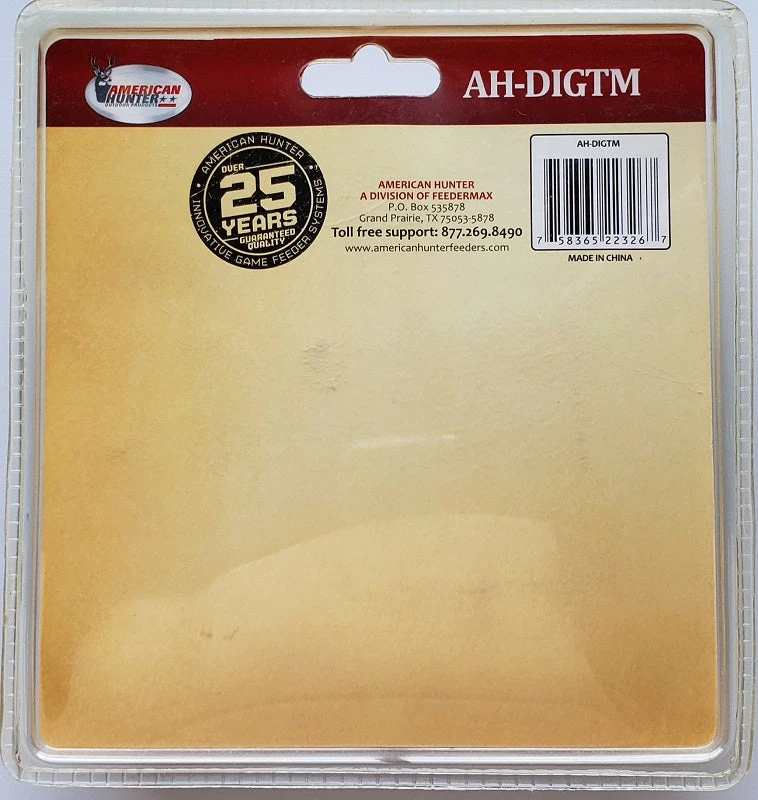 AMERICAN
HUNTER
OUTDOOR PRODUCTS
AH-DIGTM
AMERICAN HUNTER
OVER
25
YEARS
GUARANTEED
QUALITY
INNOVATIVE GAME FEEDER SYSTEMS
AMERICAN HUNTER
A DIVISION OF FEEDERMAX
P.O. Box 535878
Grand Prairie, TX 75053-5878
Toll free support: 877.269.8490
www.americanhunterfeeders.com
AH-DIGTM
7 58365 22326 7
MADE IN CHINA